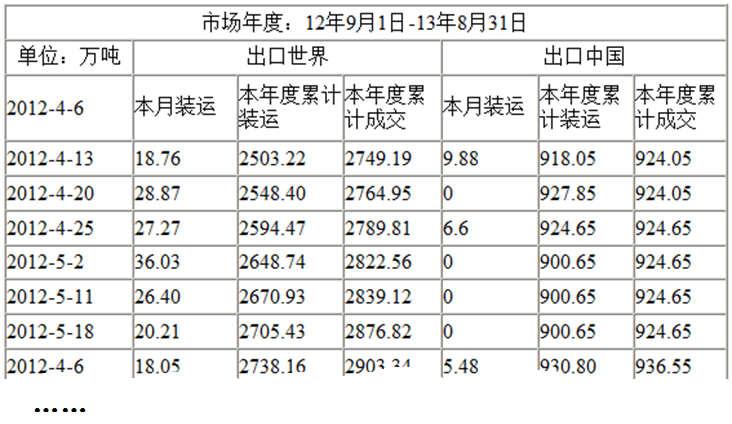 市场年度：12年9月1日-13年8月31日
单位：万吨 出口世界 出口中国
2012-4-6 本月装运 本年度累计装运 本年度累计成交 本月装运 本年度累计装运 本年度累计成交
2012-4-13 18.76 2503.22 2749.19 9.88 918.05 924.05
2012-4-20 28.87 2548.40 2764.95 0 927.85 924.05
2012-4-25 27.27 2594.47 2789.81 6.6 924.65 924.65
2012-5-2 36.03 2648.74 2822.56 0 900.65 924.65
2012-5-11 26.40 2670.93 2839.12 0 900.65 924.65
2012-5-18 20.21 2705.43 2876.82 0 900.65 924.65
2012-4-6 18.05 2738.16 2903.34 5.48 930.80 936.55
……